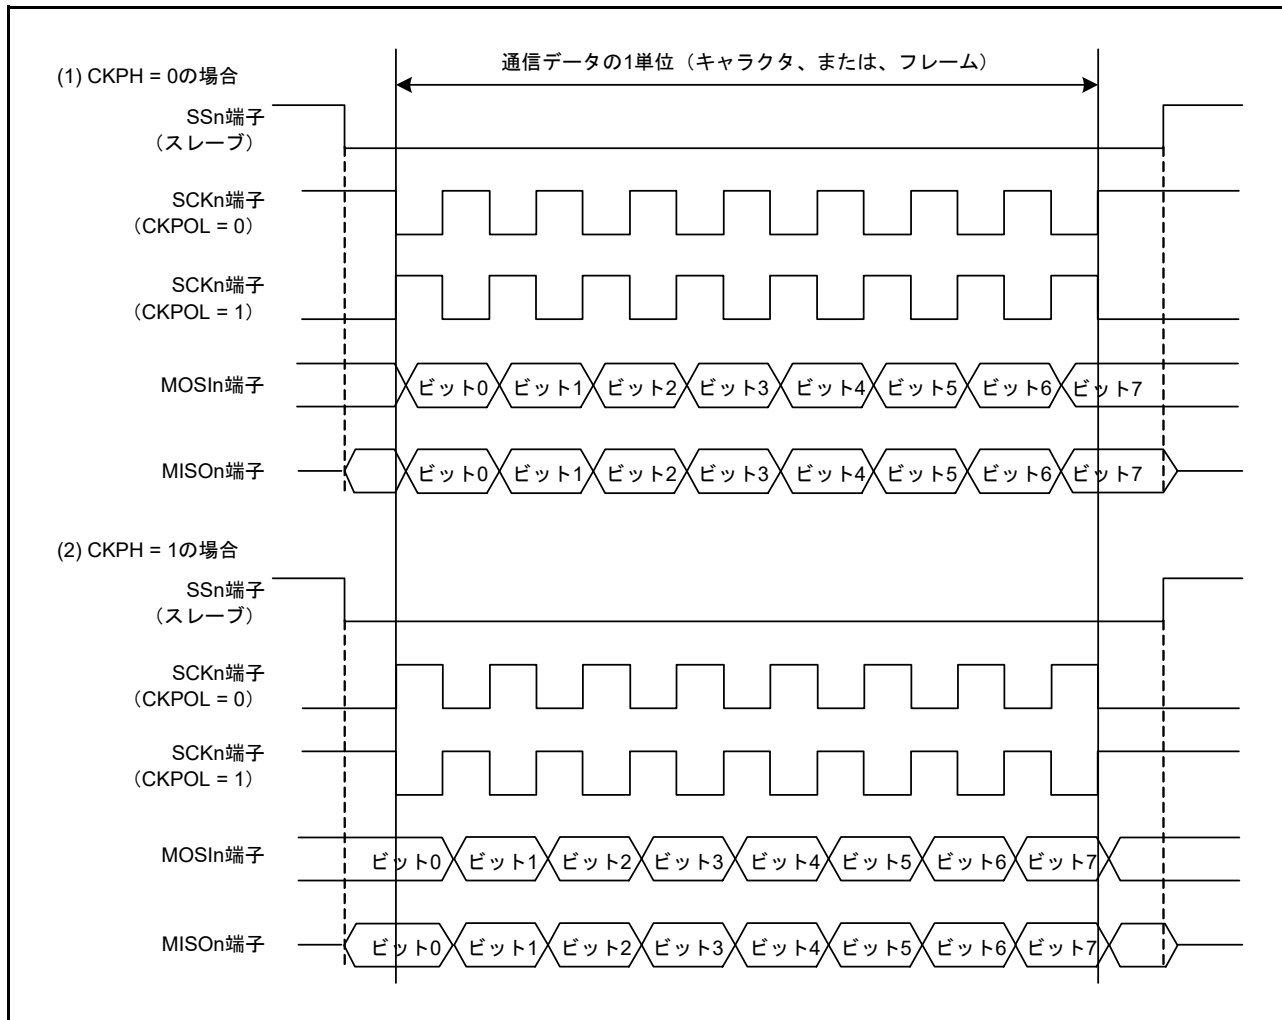 通信データの1単位（キャラクタ、または、フレーム）
(1) CKPH = 0の場合
SSn端子
（スレーブ）
SCKn端子
（CKPOL = 0）
SCKn端子
（CKPOL = 1）
MOSIn端子
ビット0 ビット1 ビット2 ビット3 ビット4 ビット5 ビット6 ビット7
MISOn端子
ビット0 ビット1 ビット2 ビット3 ビット4 ビット5 ビット6 ビット7
(2) CKPH = 1の場合
SSn端子
（スレーブ）
SCKn端子
（CKPOL = 0）
SCKn端子
（CKPOL = 1）
MOSIn端子
ビット0 ビット1 ビット2 ビット3 ビット4 ビット5 ビット6 ビット7
MISOn端子
ビット0 ビット1 ビット2 ビット3 ビット4 ビット5 ビット6 ビット7